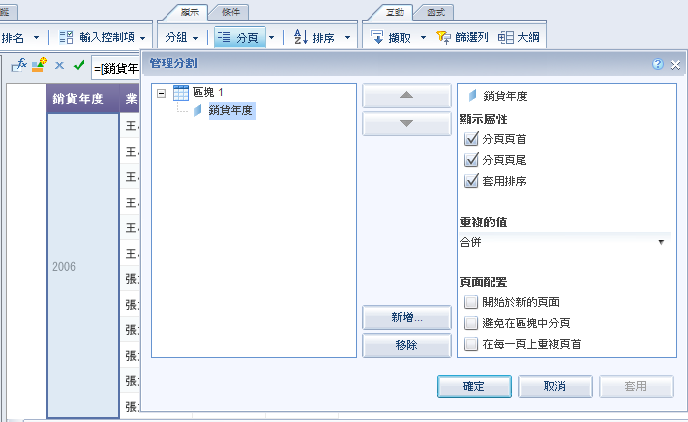 顯示
條件
互動
函式
排名
輸入控制項
分組
分頁
排序
擷取
篩選列
大綱
=[銷貨年
管理分割
銷貨年度
業
王
王
王
王
王
王
2006
張
張
張
張
張
張
區塊 1
銷貨年度
新增...
移除
銷貨年度
顯示屬性
分頁頁首
分頁頁尾
套用排序
重複的值
合併
頁面配置
開始於新的頁面
避免在區塊中分頁
在每一頁上重複頁首
確定
取消
套用